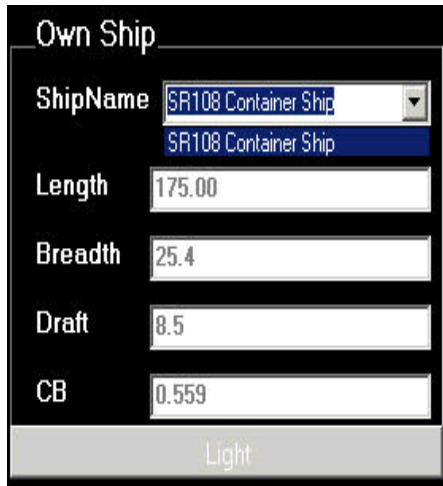 Own Ship
ShipName SR108 Container Ship
SR108 Container Ship
Length 175.00
Breadth 25.4
Draft 8.5
CB 0.559
Light